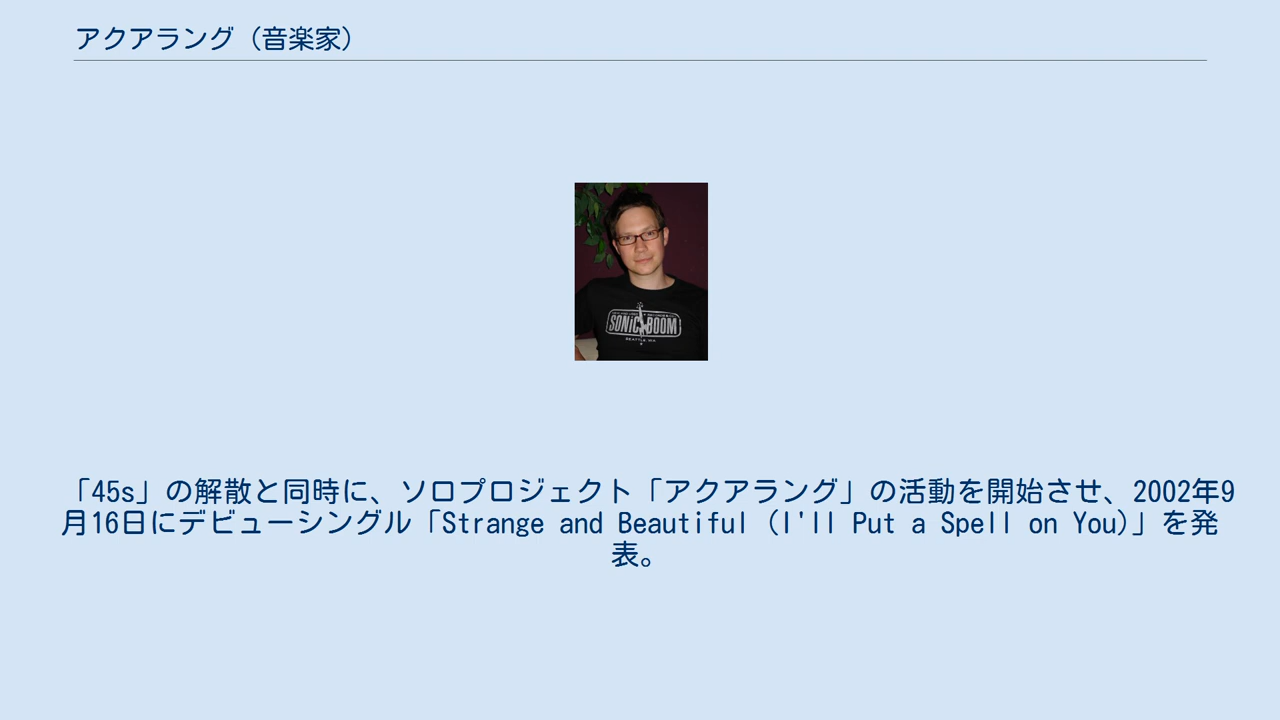 アクアラング（音楽家）
SONIC BOOM
SEATTLE WA
「45s」の解散と同時に、ソロプロジェクト「アクアラング」の活動を開始させ、2002年9
月16日にデビューシングル「Strange and Beautiful (I'll Put a Spell on You)」を発
表。